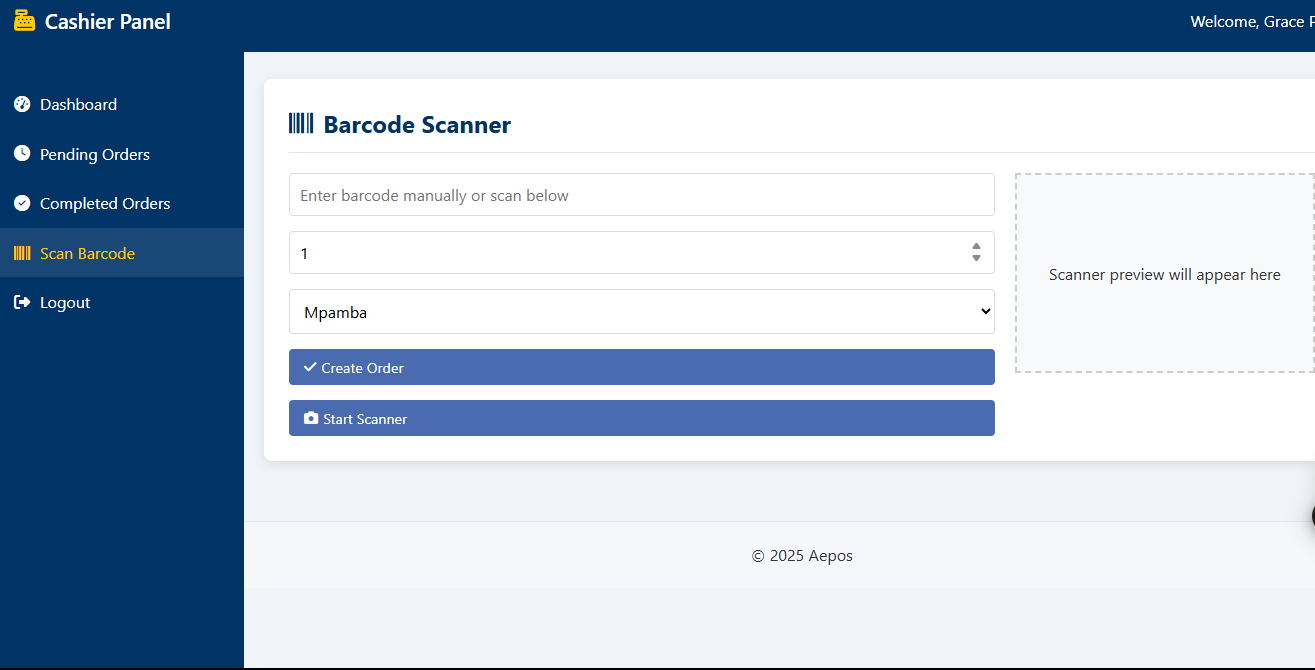 Cashier Panel
Welcome, Grace
Dashboard
Pending Orders
Completed Orders
Scan Barcode
Logout
Barcode Scanner
Enter barcode manually or scan below
1
Mpamba
Create Order
Start Scanner
Scanner preview will appear here
© 2025 Aepos